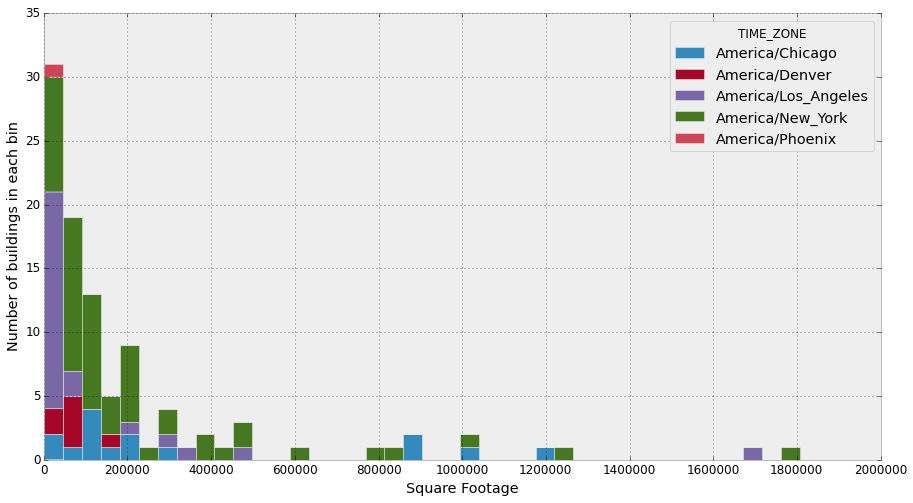 35
30
25
20
15
10
5
0
Number of buildings in each bin
TIME_ZONE
America/Chicago
America/Denver
America/Los_Angeles
America/New_York
America/Phoenix
0 200000 400000 600000 800000 1000000 1200000 1400000 1600000 1800000 2000000
Square Footage